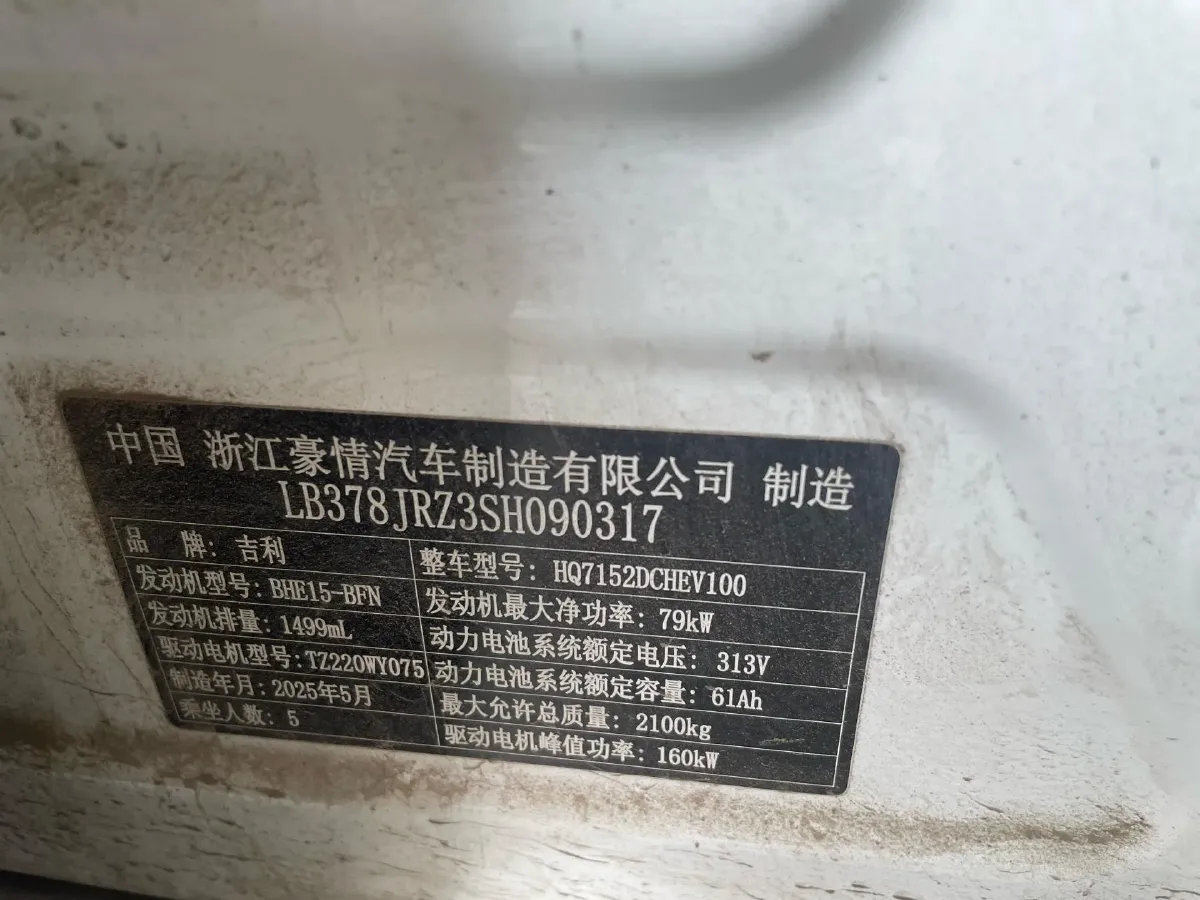 中国 浙江豪情汽车制造有限公司 制造
LB378JRZ3SH090317
品 牌: 吉利 整车型号: HQ7152DCHEV100
发动机型号: BHE15-BFN 发动机最大净功率: 79kW
发动机排量: 1499mL 动力电池系统额定电压: 313V
驱动电机型号: TZ220WY075 动力电池系统额定容量: 61Ah
制造年月: 2025年5月 最大允许总质量: 2100kg
乘坐人数: 5 驱动电机峰值功率: 160kW